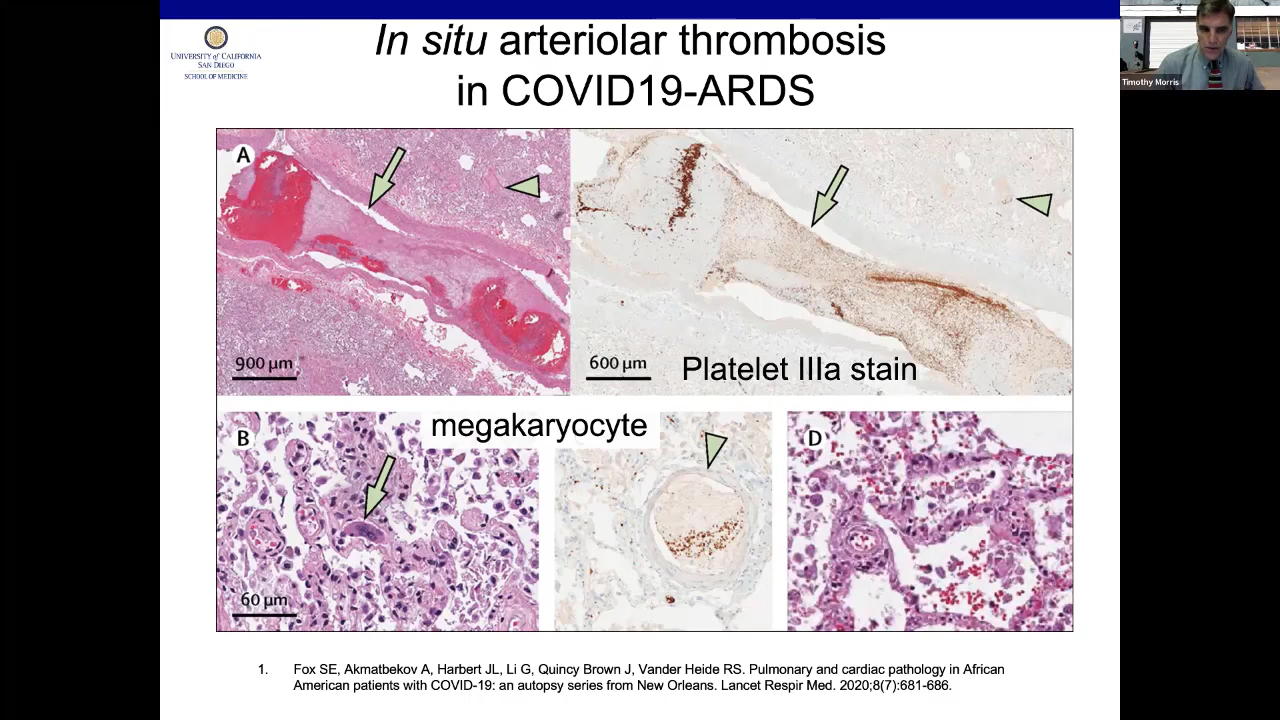 UNIVERSITY of CALIFORNIA
SAN DIEGO
SCHOOL OF MEDICINE
In situ arteriolar thrombosis
in COVID19-ARDS
Timothy Morris
A
900 µm
600 µm
Platelet IIIa stain
B
megakaryocyte
D
60 µm
1. Fox SE, Akmatbekov A, Harbert JL, Li G, Quincy Brown J, Vander Heide RS. Pulmonary and cardiac pathology in African
American patients with COVID-19: an autopsy series from New Orleans. Lancet Respir Med. 2020;8(7):681-686.